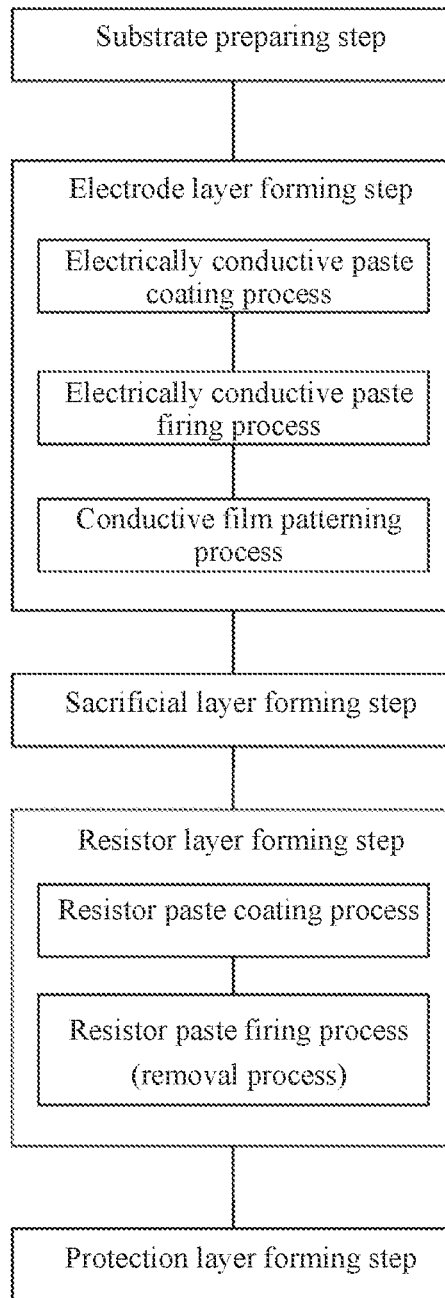 Substrate preparing step
Electrode layer forming step
Electrically conductive paste
coating process
Electrically conductive paste
firing process
Conductive film patterning
process
Sacrificial layer forming step
Resistor layer forming step
Resistor paste coating process
Resistor paste firing process
(removal process)
Protection layer forming step